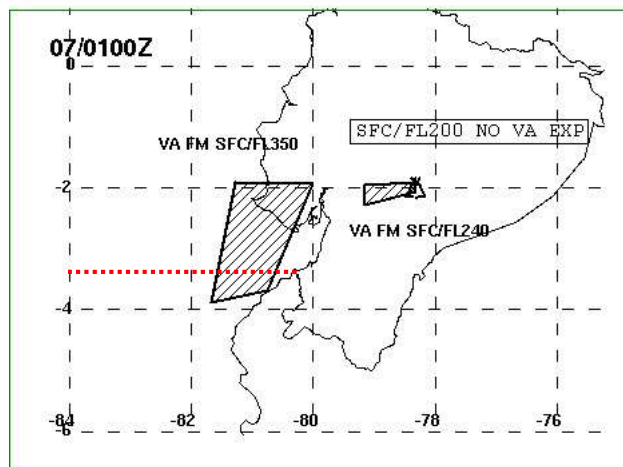 07/0100Z
0
SFC/FL200 NO VA EXP
VA FM SFC/FL350
-2
VA FM SFC/FL240
-4
-84
-82
-80
-78
-76
-6